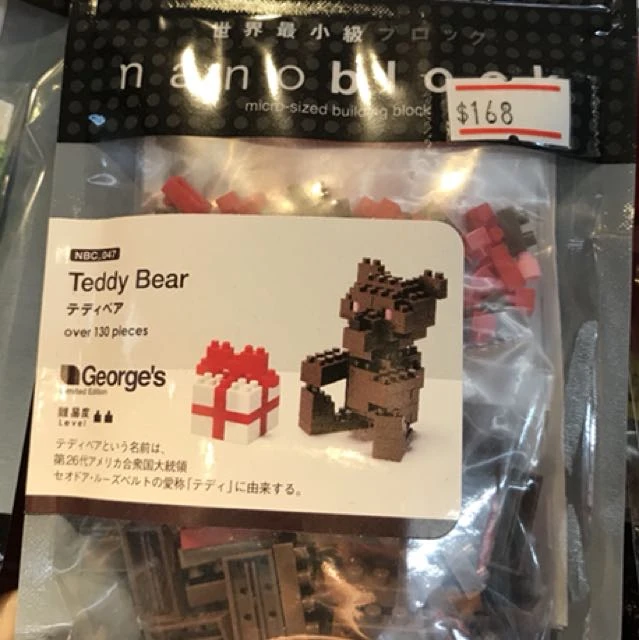 世界最小級ブロック
nanoblock
micro-sized building block
$168
NBC_047
Teddy Bear
テディベア
over 130 pieces
George's
Limited Edition
難易度
Level
テディベアという名前は、
第26代アメリカ合衆国大統領
セオドア・ルーズベルトの愛称「テディ」に由来する。